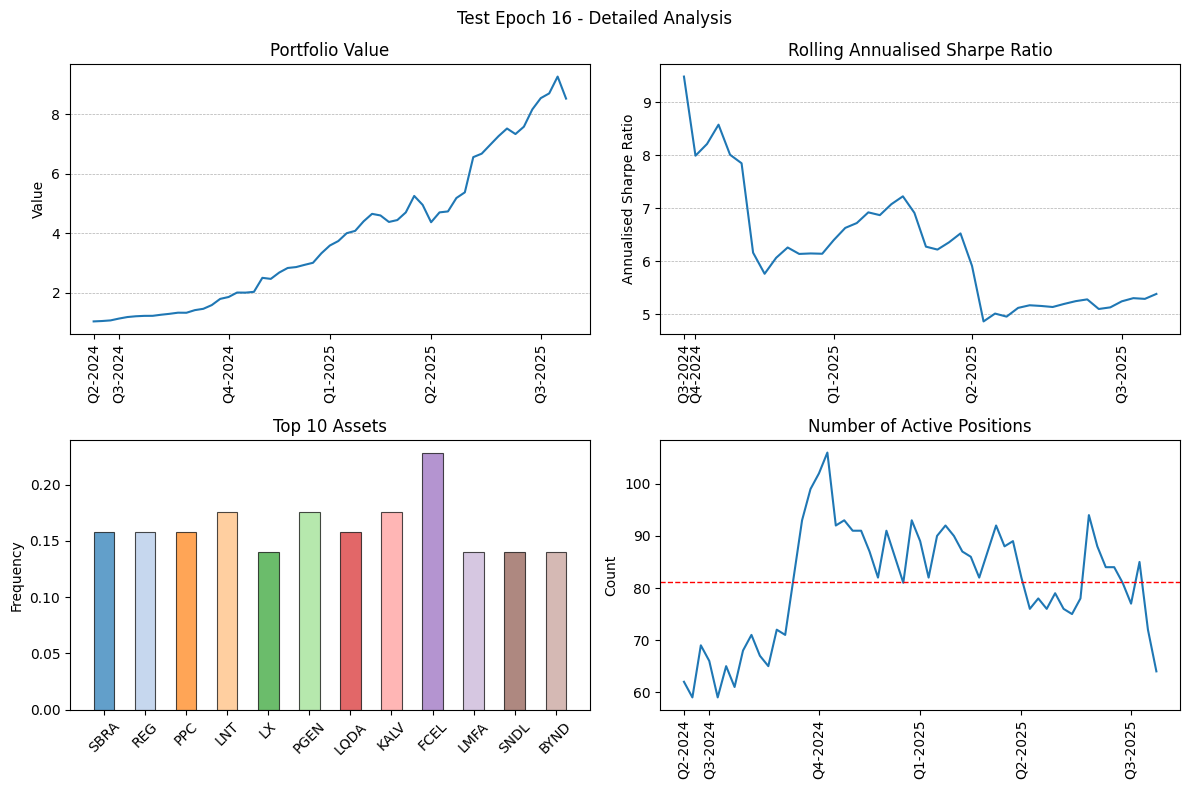 Test Epoch 16 - Detailed Analysis
Portfolio Value
Value
8
6
4
2
Q2-2024
Q3-2024
Q4-2024
Q1-2025
Q2-2025
Q3-2025
Rolling Annualised Sharpe Ratio
Annualised Sharpe Ratio
9
8
7
6
5
Q3-2024
Q4-2024
Q1-2025
Q2-2025
Q3-2025
Top 10 Assets
Frequency
0.20
0.15
0.10
0.05
0.00
SBRA
REG
PPC
LNT
LX
PGEN
LQDA
KALV
FCEL
LMFA
SNDL
BYND
Number of Active Positions
Count
100
90
80
70
60
Q2-2024
Q3-2024
Q4-2024
Q1-2025
Q2-2025
Q3-2025